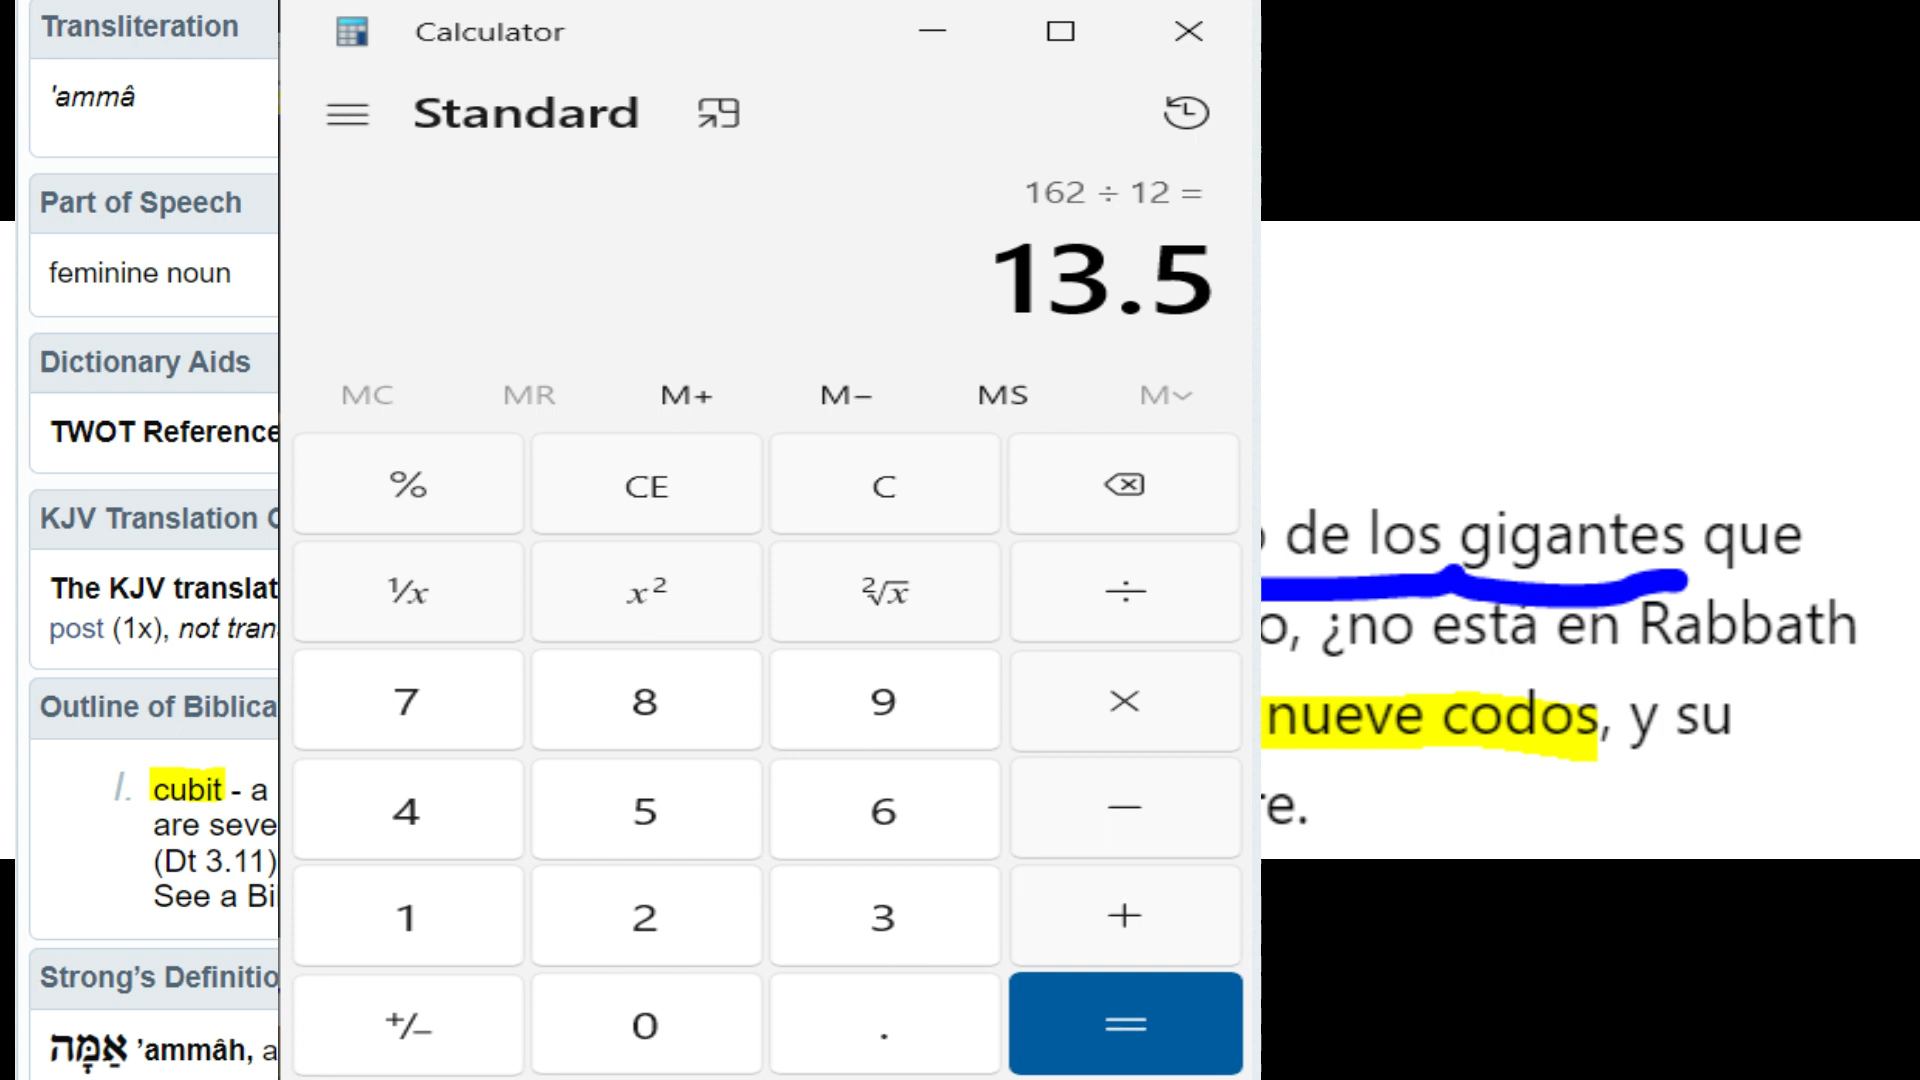 Transliteration
'ammâ
Part of Speech
feminine noun
Dictionary Aids
TWOT Reference
KJV Translation
The KJV translat
post (1x), not tran
Outline of Biblica
I. cubit - a
are seve
(Dt 3.11)
See a Bi
Strong's Definitio
אַמָּה 'ammâh, a
Calculator
Standard
162 ÷ 12 =
13.5
MC MR M+ M− MS M
% CE C
⅟x x² ²√x ÷
7 8 9 ×
4 5 6 −
1 2 3 +
+/− 0 . =
de los gigantes que
o, ¿no está en Rabbath
nueve codos, y su
re.